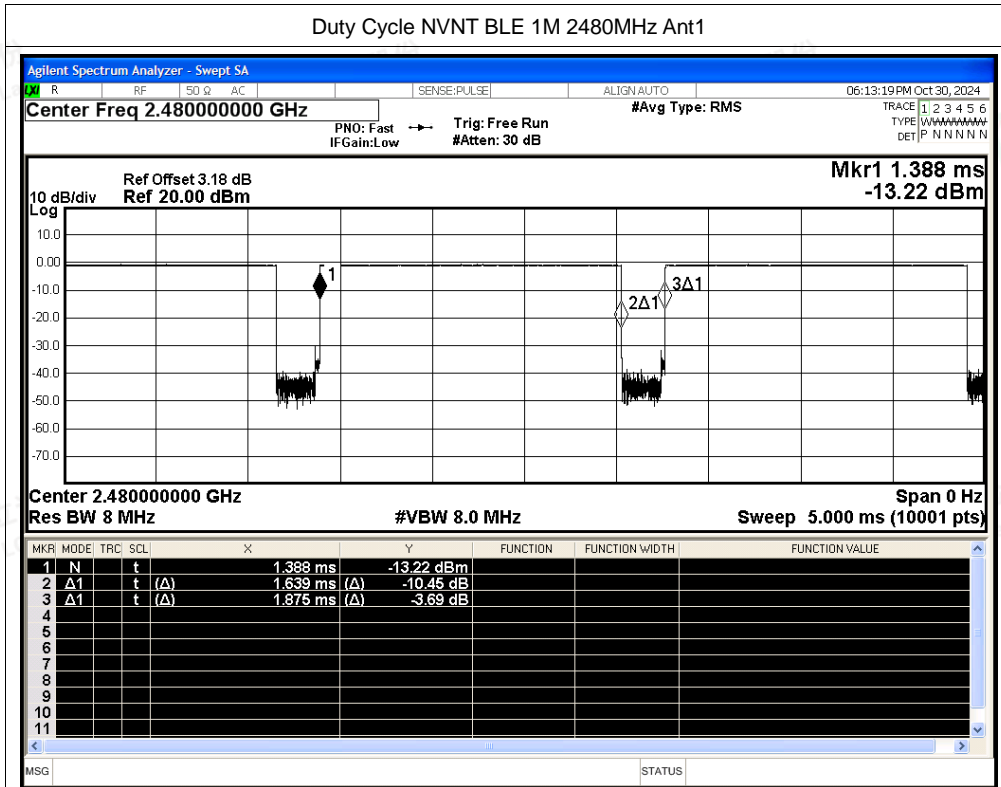 Duty Cycle NVNT BLE 1M 2480MHz Ant1
Agilent Spectrum Analyzer - Swept SA
LXI R RF 50 Ω AC SENSE:PULSE ALIGN AUTO 06:13:19 PM Oct 30, 2024
Center Freq 2.480000000 GHz #Avg Type: RMS TRACE 1 2 3 4 5 6
PNO: Fast Trig: Free Run TYPE
IFGain:Low #Atten: 30 dB DET P N N N N N
Mkr1 1.388 ms
Ref Offset 3.18 dB
10 dB/div Ref 20.00 dBm -13.22 dBm
Log
10.0
0.00
1
-10.0
2Δ1 3Δ1
-20.0
-30.0
-40.0
-50.0
-60.0
-70.0
Center 2.480000000 GHz Span 0 Hz
Res BW 8 MHz #VBW 8.0 MHz Sweep 5.000 ms (10001 pts)
MKR MODE TRC SCL X Y FUNCTION FUNCTION WIDTH FUNCTION VALUE
1 N t 1.388 ms -13.22 dBm
2 Δ1 t (Δ) 1.639 ms (Δ) -10.45 dB
3 Δ1 t (Δ) 1.875 ms (Δ) -3.69 dB
4
5
6
7
8
9
10
11
MSG STATUS